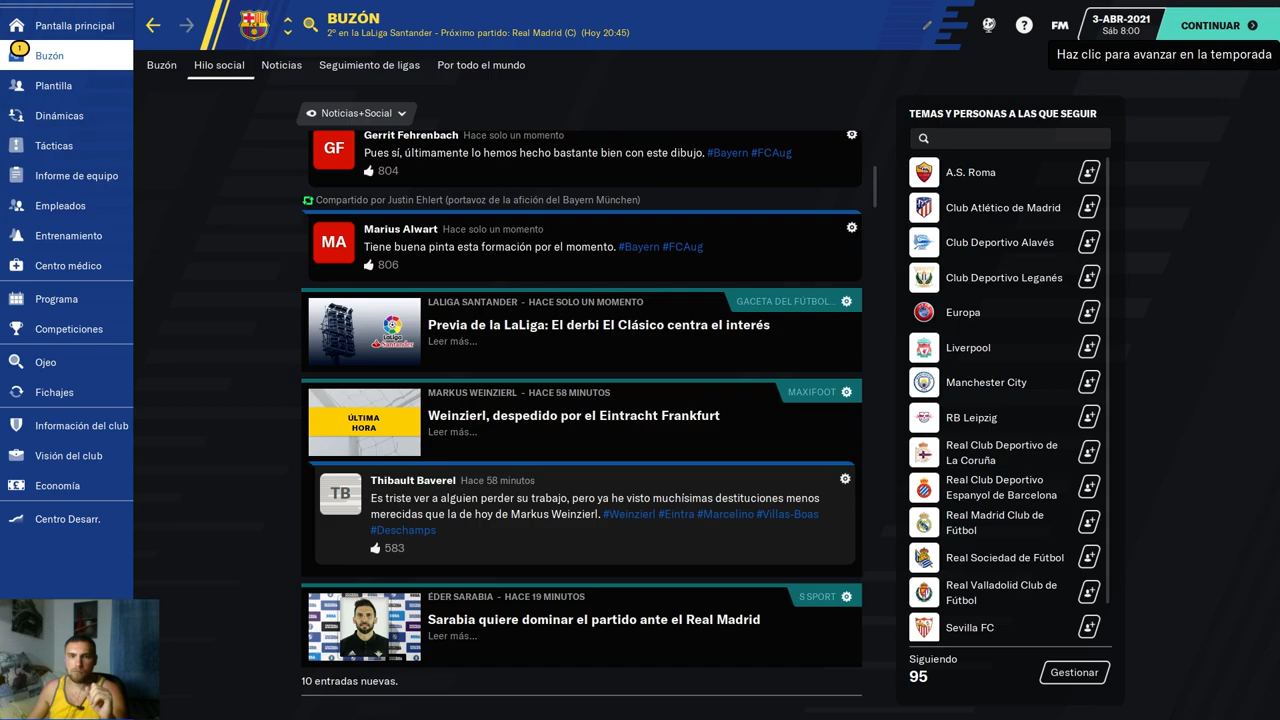 Pantalla principal
1
Buzón
Plantilla
Dinámicas
Tácticas
Informe de equipo
Empleados
Entrenamiento
Centro médico
Programa
Competiciones
Ojeo
Fichajes
Información del club
Visión del club
Economía
Centro Desarr.
BUZÓN
2º en la LaLiga Santander - Próximo partido: Real Madrid (C) (Hoy 20:45)
FM
3-ABR-2021
Sáb 8:00
CONTINUAR
Haz clic para avanzar en la temporada
Buzón
Hilo social
Noticias
Seguimiento de ligas
Por todo el mundo
Noticias+Social
GF
Gerrit Fehrenbach Hace solo un momento
Pues sí, últimamente lo hemos hecho bastante bien con este dibujo. #Bayern #FCAug
804
Compartido por Justin Ehlert (portavoz de la afición del Bayern München)
MA
Marius Alwart Hace solo un momento
Tiene buena pinta esta formación por el momento. #Bayern #FCAug
806
LALIGA SANTANDER - HACE SOLO UN MOMENTO
GACETA DEL FÚTBOL...
Previa de la LaLiga: El derbi El Clásico centra el interés
Leer más...
LaLiga
Santander
MARKUS WEINZIERL - HACE 58 MINUTOS
MAXIFOOT
ÚLTIMA
HORA
Weinzierl, despedido por el Eintracht Frankfurt
Leer más...
TB
Thibault Baverel Hace 58 minutos
Es triste ver a alguien perder su trabajo, pero ya he visto muchísimas destituciones menos
merecidas que la de hoy de Markus Weinzierl. #Weinzierl #Eintra #Marcelino #Villas-Boas
#Deschamps
583
ÉDER SARABIA - HACE 19 MINUTOS
S SPORT
Sarabia quiere dominar el partido ante el Real Madrid
Leer más...
10 entradas nuevas.
TEMAS Y PERSONAS A LAS QUE SEGUIR
A.S. Roma
Club Atlético de Madrid
Club Deportivo Alavés
Club Deportivo Leganés
Europa
Liverpool
Manchester City
RB Leipzig
Real Club Deportivo de
La Coruña
Real Club Deportivo
Espanyol de Barcelona
Real Madrid Club de
Fútbol
Real Sociedad de Fútbol
Real Valladolid Club de
Fútbol
Sevilla FC
Siguiendo
95
Gestionar